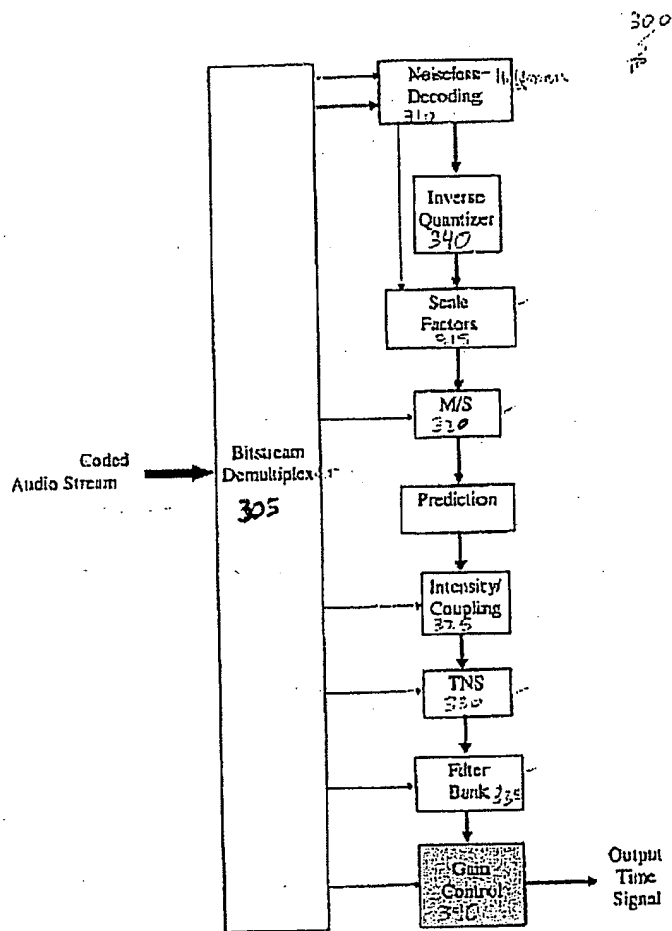 300
Noiseless-
Decoding
310
Inverse
Quantizer
340
Scale
Factors
315
M/S
320
Coded
Audio Stream
Bitstream
Demultiplexer
305
Prediction
Intensity/
Coupling
325
TNS
330
Filter
Bank 335
Gain
Control
340
Output
Time
Signal